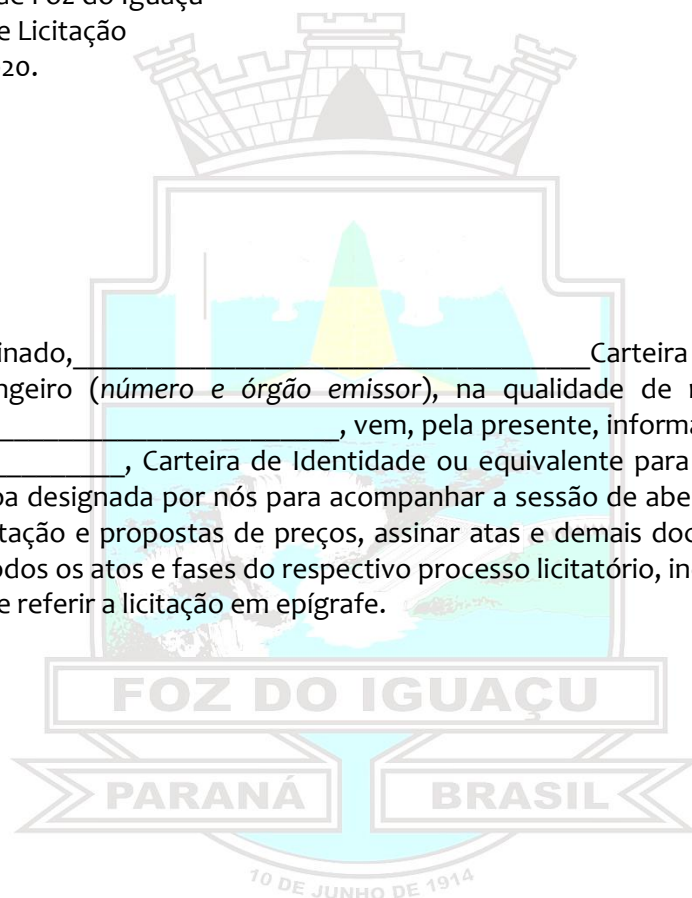 de Foz do Iguaçu
e Licitação
020.
inado,____________________________________Carteira
ngeiro (número e órgão emissor), na qualidade de
________________________, vem, pela presente, informa
_________, Carteira de Identidade ou equivalente para
oa designada por nós para acompanhar a sessão de abe
tação e propostas de preços, assinar atas e demais doc
odos os atos e fases do respectivo processo licitatório, in
e referir a licitação em epígrafe.
FOZ DO IGUAÇU
PARANÁ BRASIL
10 DE JUNHO DE 1914